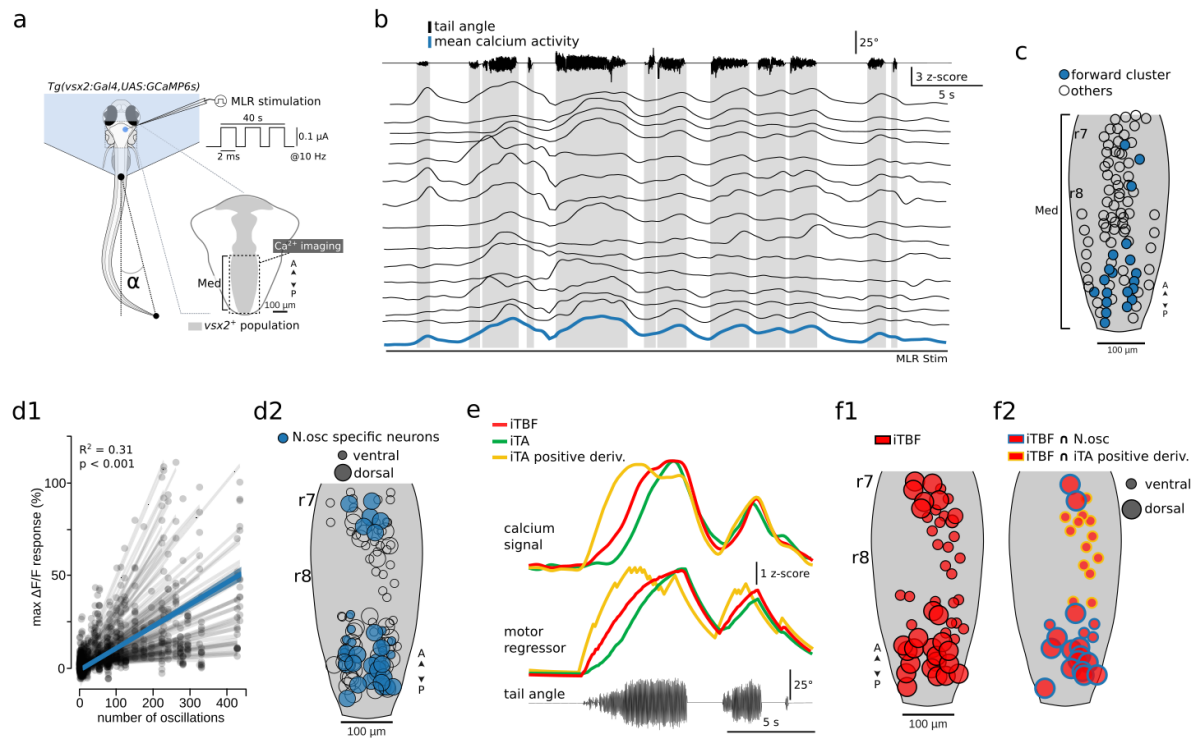 a
Tg(vsx2:Gal4,UAS:GCaMP6s)
MLR stimulation
40 s
0.1 µA
2 ms
@10 Hz
α
Ca²⁺ imaging
Med
A
P
100 µm
vsx2⁺ population
b
tail angle
mean calcium activity
25°
3 z-score
5 s
MLR Stim
c
forward cluster
others
r7
r8
Med
A
P
100 µm
d1
R² = 0.31
p < 0.001
max ΔF/F response (%)
100
50
0
0 100 200 300 400
number of oscillations
d2
N.osc specific neurons
ventral
dorsal
r7
r8
A
P
100 µm
e
iTBF
iTA
iTA positive deriv.
calcium
signal
1 z-score
motor
regressor
tail angle
25°
5 s
f1
iTBF
r7
r8
A
P
100 µm
f2
iTBF ∩ N.osc
iTBF ∩ iTA positive deriv.
ventral
dorsal